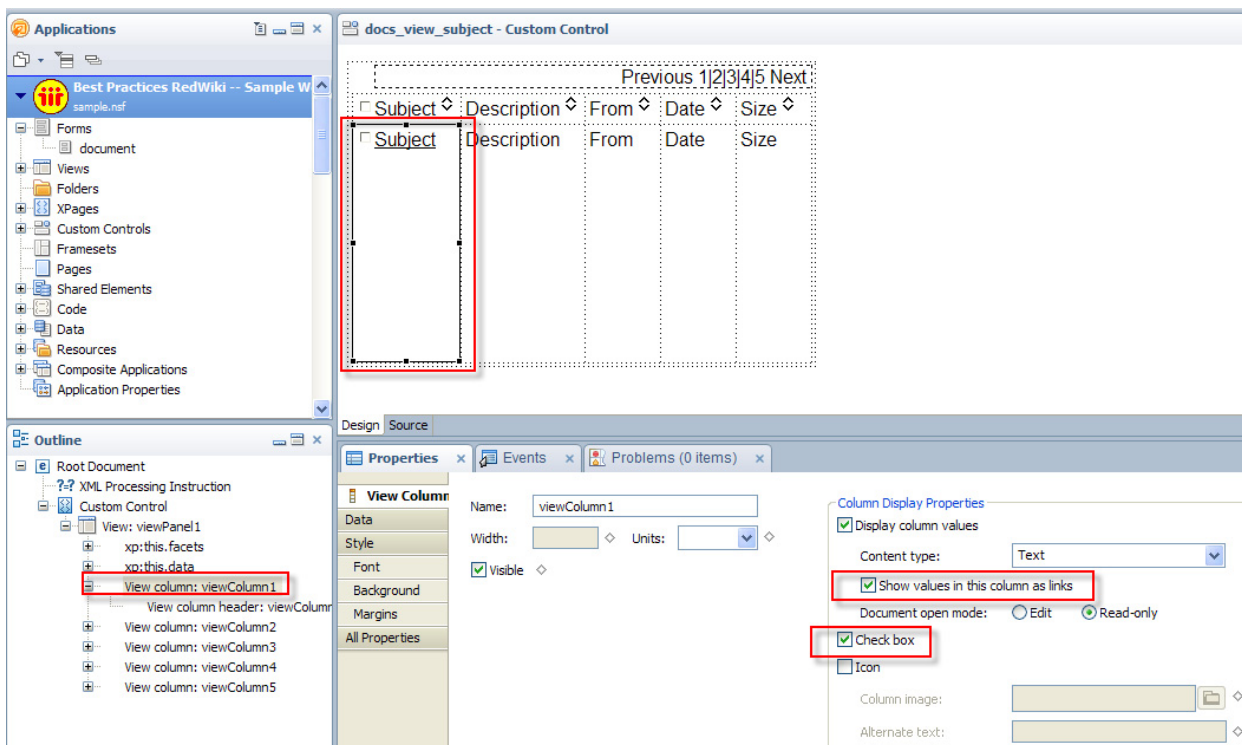 Applications
Best Practices RedWiki -- Sample W
sample.nsf
Forms
document
Views
Folders
XPages
Custom Controls
Framesets
Pages
Shared Elements
Code
Data
Resources
Composite Applications
Application Properties
docs_view_subject - Custom Control
Previous 1|2|3|4|5 Next
Subject Description From Date Size
Subject Description From Date Size
Design Source
Outline
Root Document
?=? XML Processing Instruction
Custom Control
View: viewPanel1
xp:this.facets
xp:this.data
View column: viewColumn1
View column header: viewColumn
View column: viewColumn2
View column: viewColumn3
View column: viewColumn4
View column: viewColumn5
Properties Events Problems (0 items)
View Column
Data
Style
Font
Background
Margins
All Properties
Name: viewColumn1
Width: Units:
Visible
Column Display Properties
Display column values
Content type: Text
Show values in this column as links
Document open mode: Edit Read-only
Check box
Icon
Column image:
Alternate text: